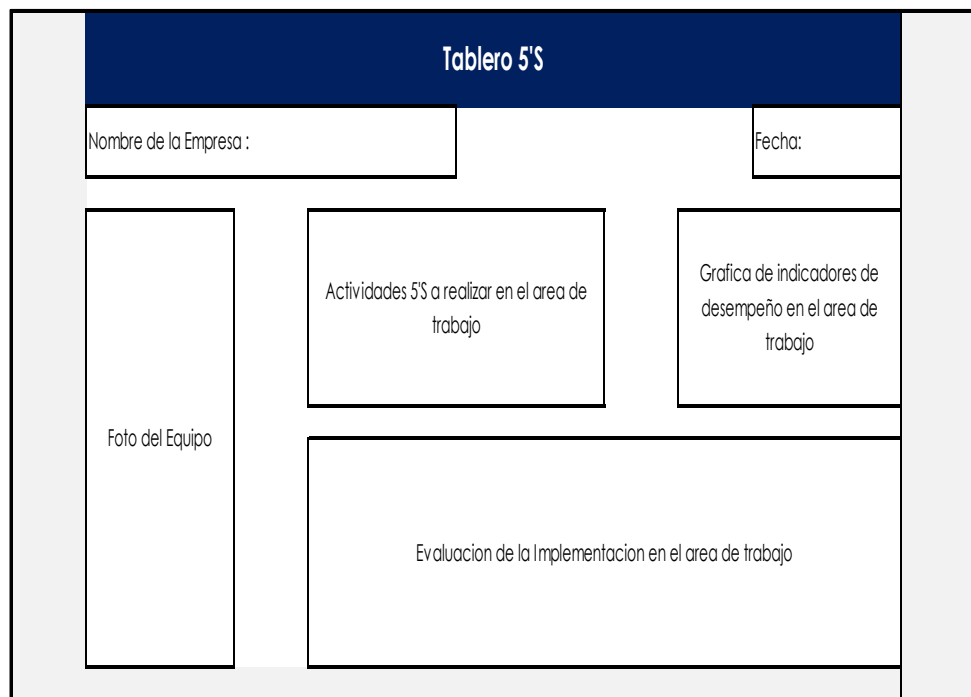 Tablero 5'S
Nombre de la Empresa :
Fecha:
Actividades 5'S a realizar en el area de
trabajo
Grafica de indicadores de
desempeño en el area de
trabajo
Foto del Equipo
Evaluacion de la Implementacion en el area de trabajo